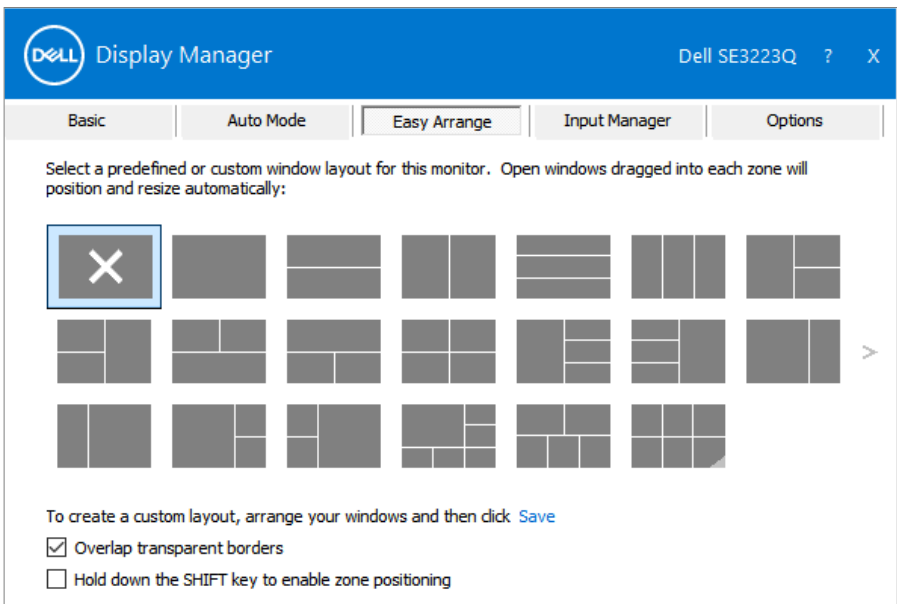 DELL Display Manager Dell SE3223Q ? X
Basic Auto Mode Easy Arrange Input Manager Options
Select a predefined or custom window layout for this monitor. Open windows dragged into each zone will
position and resize automatically:
>
To create a custom layout, arrange your windows and then click Save
Overlap transparent borders
Hold down the SHIFT key to enable zone positioning